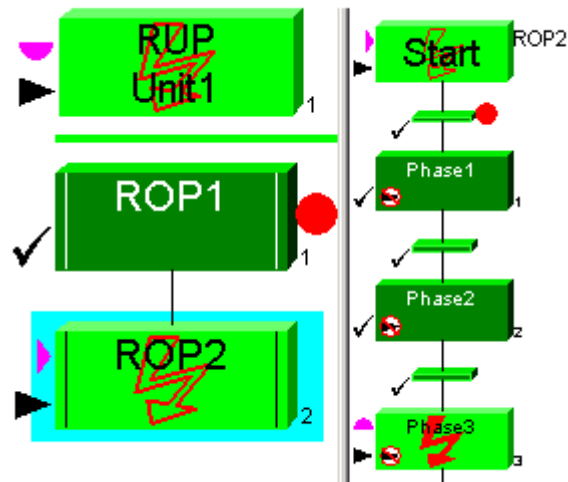 RUP
Unit1
1
ROP1
1
ROP2
2
Start
ROP2
Phase1
1
Phase2
2
Phase3
3